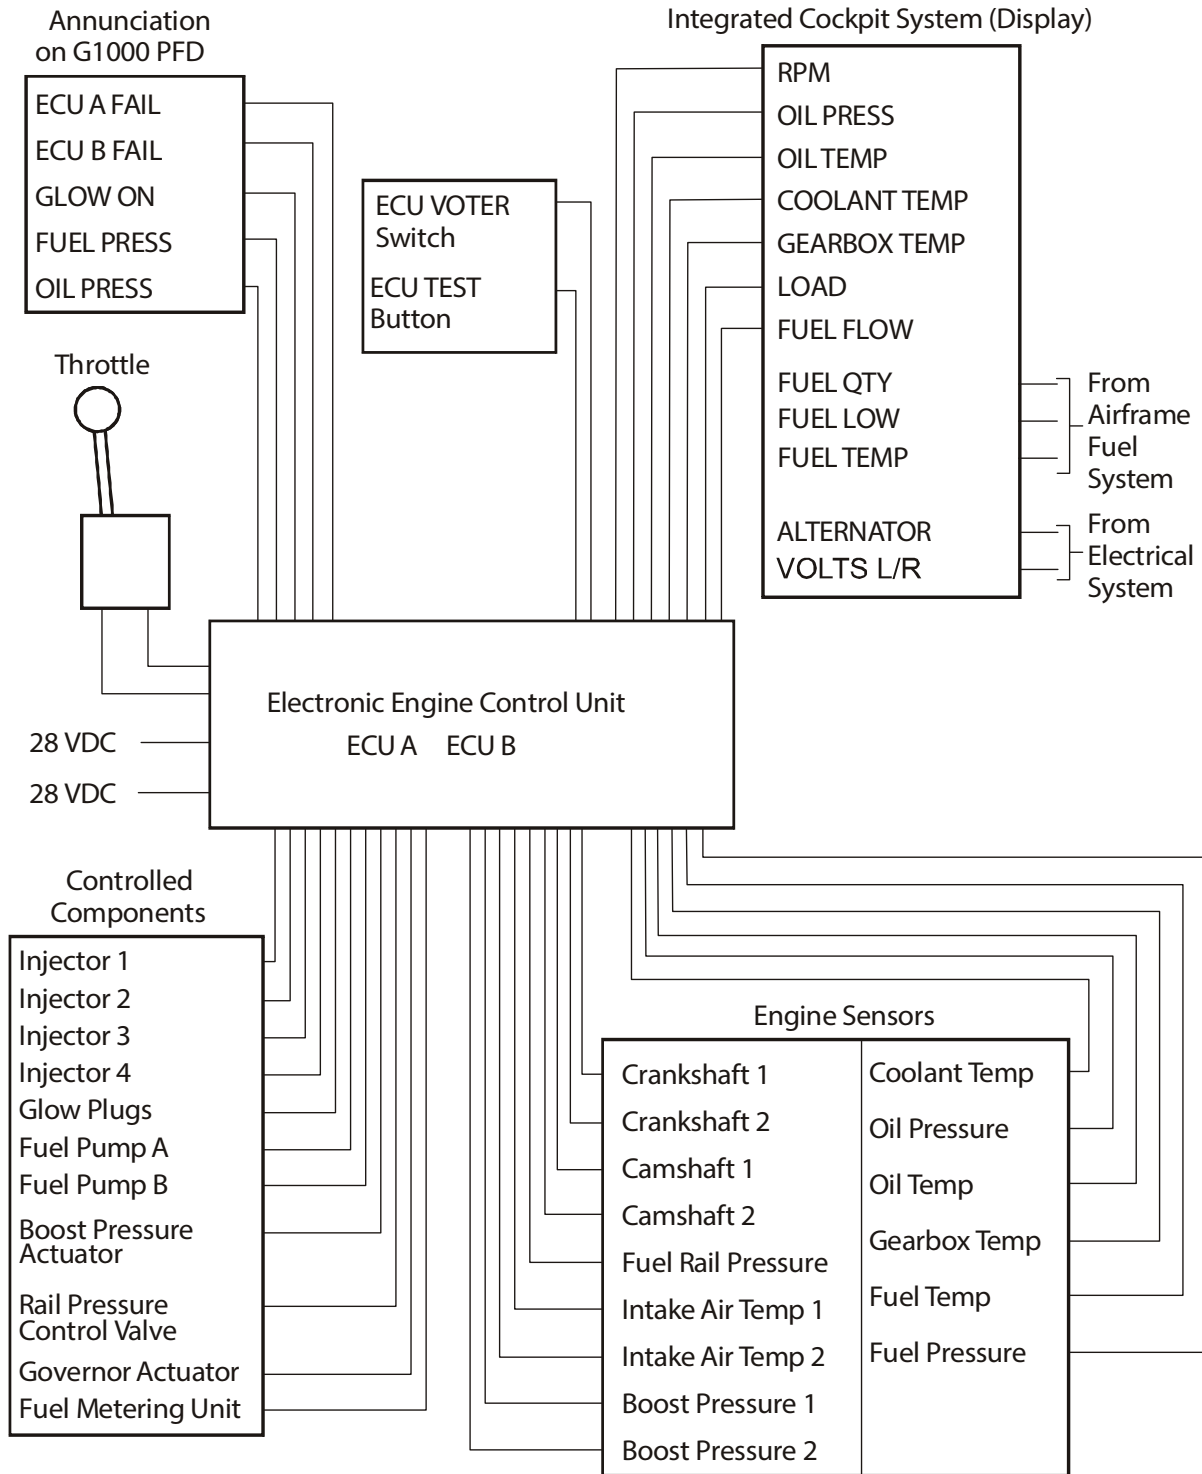 Annunciation
on G1000 PFD
ECU A FAIL
ECU B FAIL
GLOW ON
FUEL PRESS
OIL PRESS
Throttle
ECU VOTER
Switch
ECU TEST
Button
Integrated Cockpit System (Display)
RPM
OIL PRESS
OIL TEMP
COOLANT TEMP
GEARBOX TEMP
LOAD
FUEL FLOW
FUEL QTY
FUEL LOW
FUEL TEMP
ALTERNATOR
VOLTS L/R
From
Airframe
Fuel
System
From
Electrical
System
Electronic Engine Control Unit
ECU A ECU B
28 VDC
28 VDC
Controlled
Components
Injector 1
Injector 2
Injector 3
Injector 4
Glow Plugs
Fuel Pump A
Fuel Pump B
Boost Pressure
Actuator
Rail Pressure
Control Valve
Governor Actuator
Fuel Metering Unit
Engine Sensors
Crankshaft 1
Crankshaft 2
Camshaft 1
Camshaft 2
Fuel Rail Pressure
Intake Air Temp 1
Intake Air Temp 2
Boost Pressure 1
Boost Pressure 2
Coolant Temp
Oil Pressure
Oil Temp
Gearbox Temp
Fuel Temp
Fuel Pressure